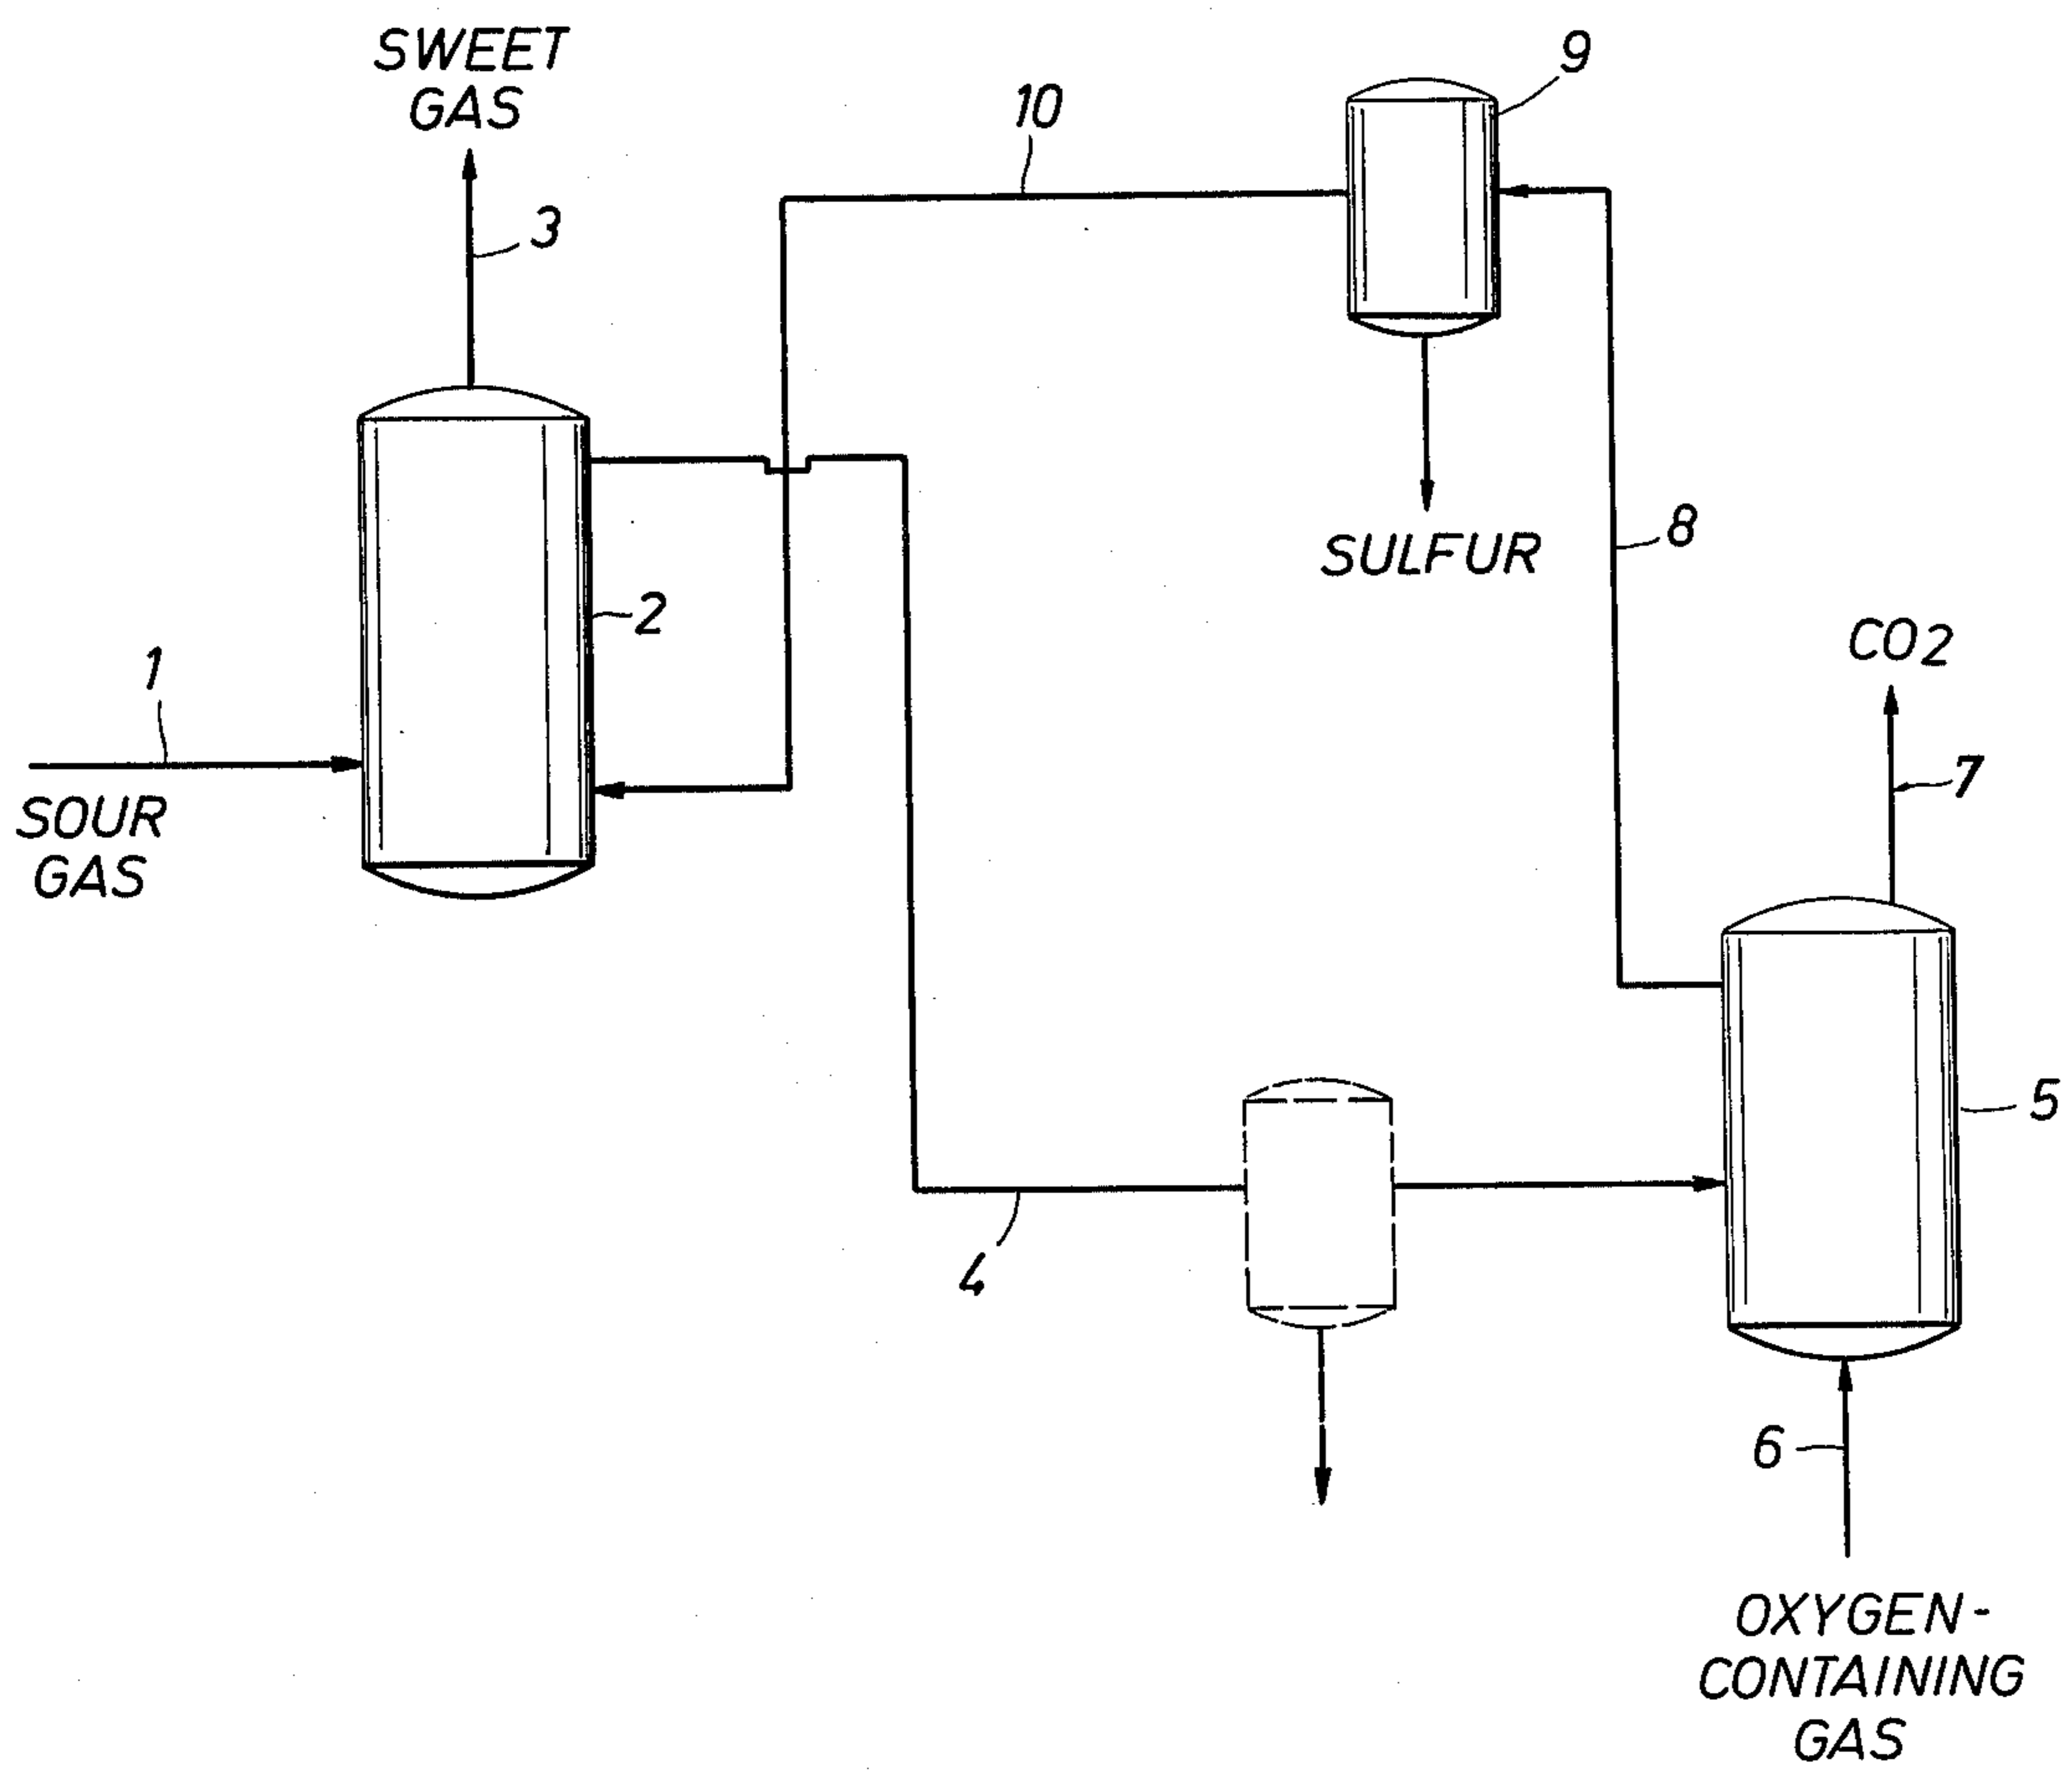 SWEET
GAS
9
10
3
SULFUR
8
2
CO2
1
7
SOUR
GAS
5
4
6
OXYGEN-
CONTAINING
GAS